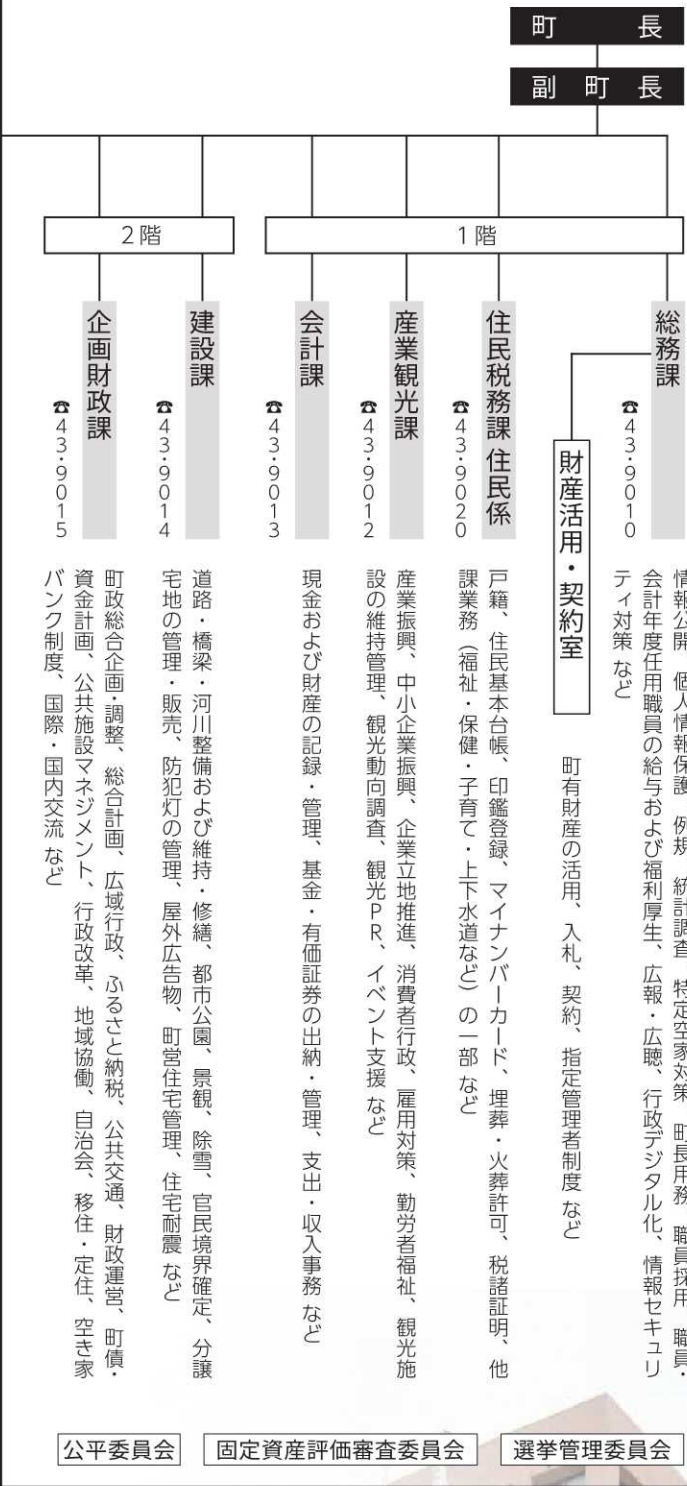 町長
副町長
1階
2階
総務課
☎43・9010
情報公開、個人情報保護、例規、統計調査、特定空家対策、町長用務、職員採用、職員・
会計年度任用職員の給与および福利厚生、広報・広聴、行政デジタル化、情報セキュリ
ティ対策 など
財産活用・契約室
町有財産の活用、入札、契約、指定管理者制度 など
住民税務課 住民係
☎43・9020
戸籍、住民基本台帳、印鑑登録、マイナンバーカード、埋葬・火葬許可、税諸証明、他
課業務（福祉・保健・子育て・上下水道など）の一部 など
産業観光課
☎43・9012
産業振興、中小企業振興、企業立地推進、消費者行政、雇用対策、勤労者福祉、観光施
設の維持管理、観光動向調査、観光PR、イベント支援 など
会計課
☎43・9013
現金および財産の記録・管理、基金・有価証券の出納・管理、支出・収入事務 など
建設課
☎43・9014
道路・橋梁・河川整備および維持・修繕、都市公園、景観、除雪、官民境界確定、分譲
宅地の管理・販売、防犯灯の管理、屋外広告物、町営住宅管理、住宅耐震 など
企画財政課
☎43・9015
町政総合企画・調整、総合計画、広域行政、ふるさと納税、公共交通、財政運営、町債・
資金計画、公共施設マネジメント、行政改革、地域協働、自治会、移住・定住、空き家
バンク制度、国際・国内交流 など
選挙管理委員会
固定資産評価審査委員会
公平委員会